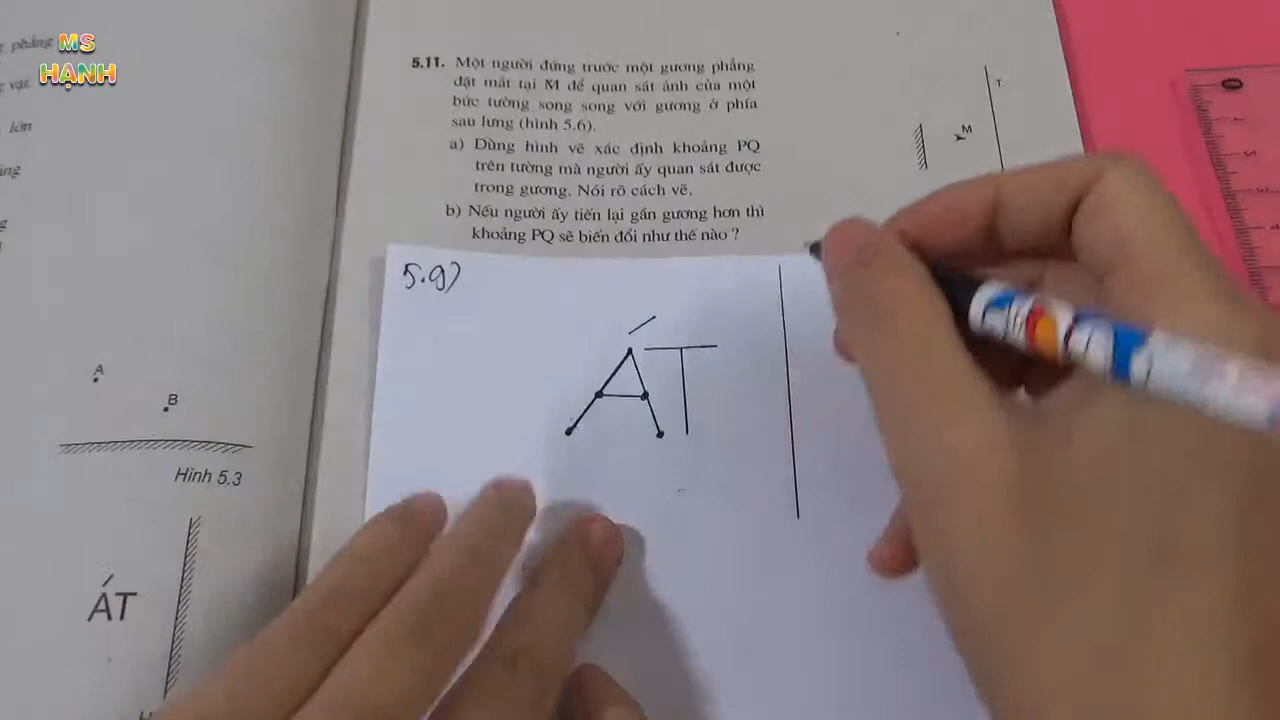 MS
HẠNH
phẳng
vật.
lớn
A
B
Hình 5.3
ÁT
5.11. Một người đứng trước một gương phẳng
đặt mắt tại M để quan sát ảnh của một
bức tường song song với gương ở phía
sau lưng (hình 5.6).
a) Dùng hình vẽ xác định khoảng PQ
trên tường mà người ấy quan sát được
trong gương. Nói rõ cách vẽ.
b) Nếu người ấy tiến lại gần gương hơn thì
khoảng PQ sẽ biến đổi như thế nào ?
M
T
5.9)
ÁT
0